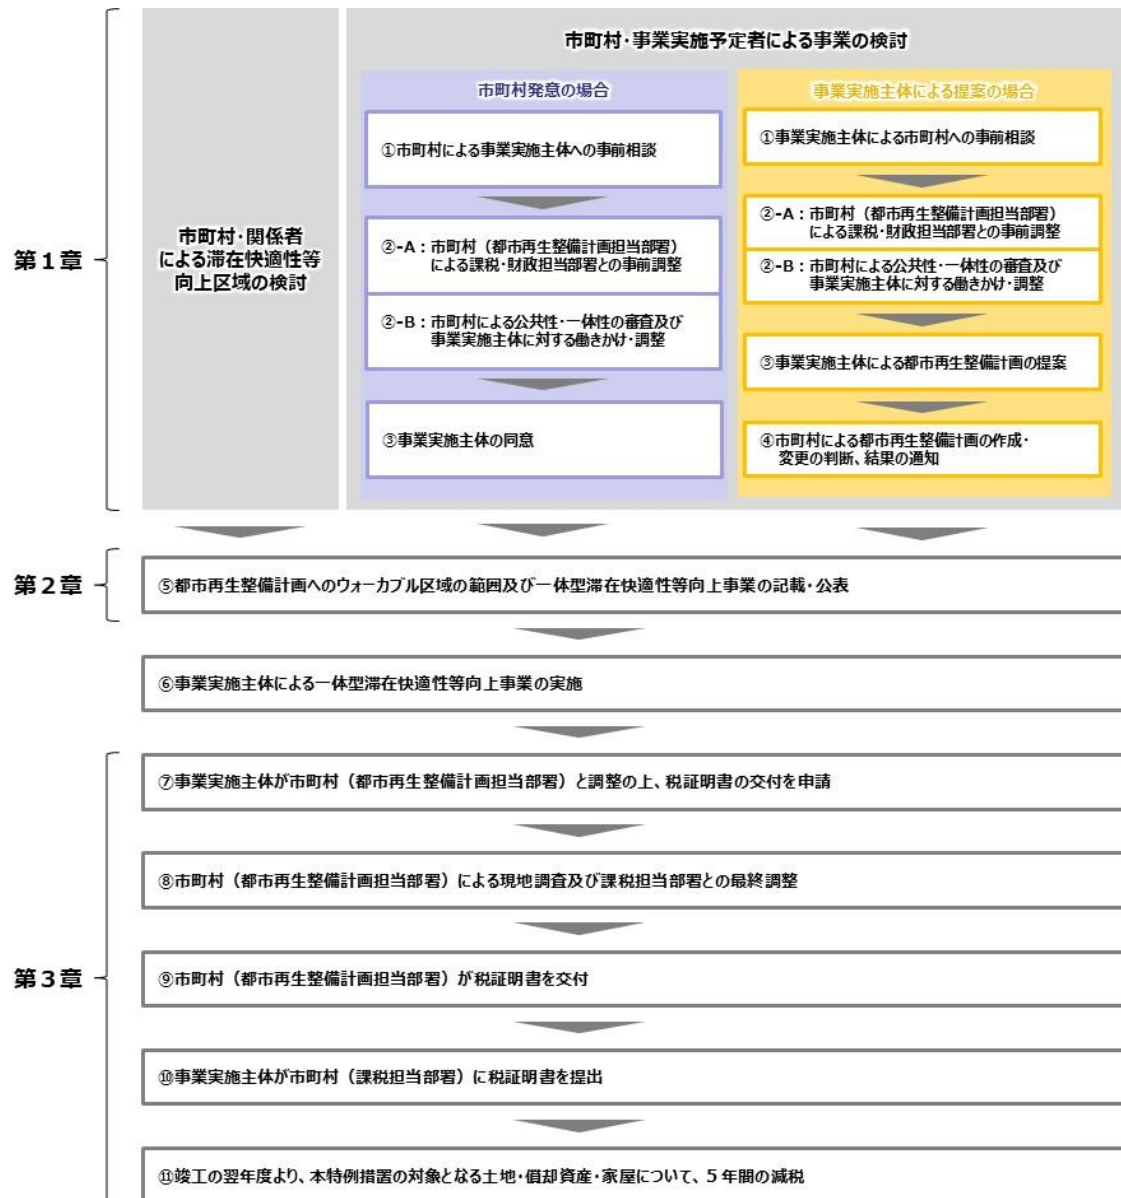 市町村・事業実施予定者による事業の検討
市町村発意の場合
①市町村による事業実施主体への事前相談
②-A：市町村（都市再生整備計画担当部署）
による課税・財政担当部署との事前調整
②-B：市町村による公共性・一体性の審査及び
事業実施主体に対する働きかけ・調整
③事業実施主体の同意
事業実施主体による提案の場合
①事業実施主体による市町村への事前相談
②-A：市町村（都市再生整備計画担当部署）
による課税・財政担当部署との事前調整
②-B：市町村による公共性・一体性の審査及び
事業実施主体に対する働きかけ・調整
③事業実施主体による都市再生整備計画の提案
④市町村による都市再生整備計画の作成・
変更の判断、結果の通知
第１章
市町村・関係者
による滞在快適性等
向上区域の検討
第２章
⑤都市再生整備計画へのウォーカブル区域の範囲及び一体型滞在快適性等向上事業の記載・公表
⑥事業実施主体による一体型滞在快適性等向上事業の実施
第３章
⑦事業実施主体が市町村（都市再生整備計画担当部署）と調整の上、税証明書の交付を申請
⑧市町村（都市再生整備計画担当部署）による現地調査及び課税担当部署との最終調整
⑨市町村（都市再生整備計画担当部署）が税証明書を交付
⑩事業実施主体が市町村（課税担当部署）に税証明書を提出
⑪竣工の翌年度より、本特例措置の対象となる土地・償却資産・家屋について、５年間の減税